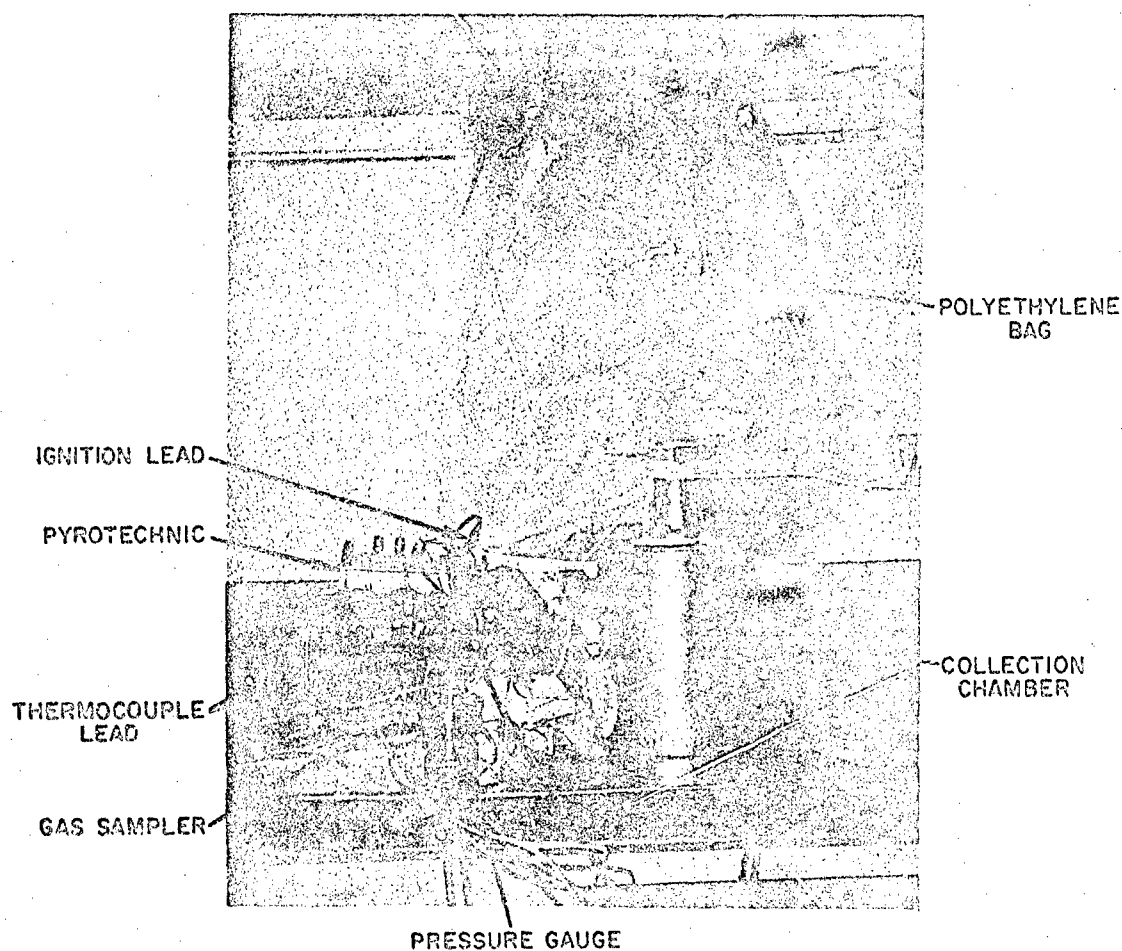 POLYETHYLENE
BAG
IGNITION LEAD
PYROTECHNIC
COLLECTION
CHAMBER
THERMOCOUPLE
LEAD
GAS SAMPLER
PRESSURE GAUGE